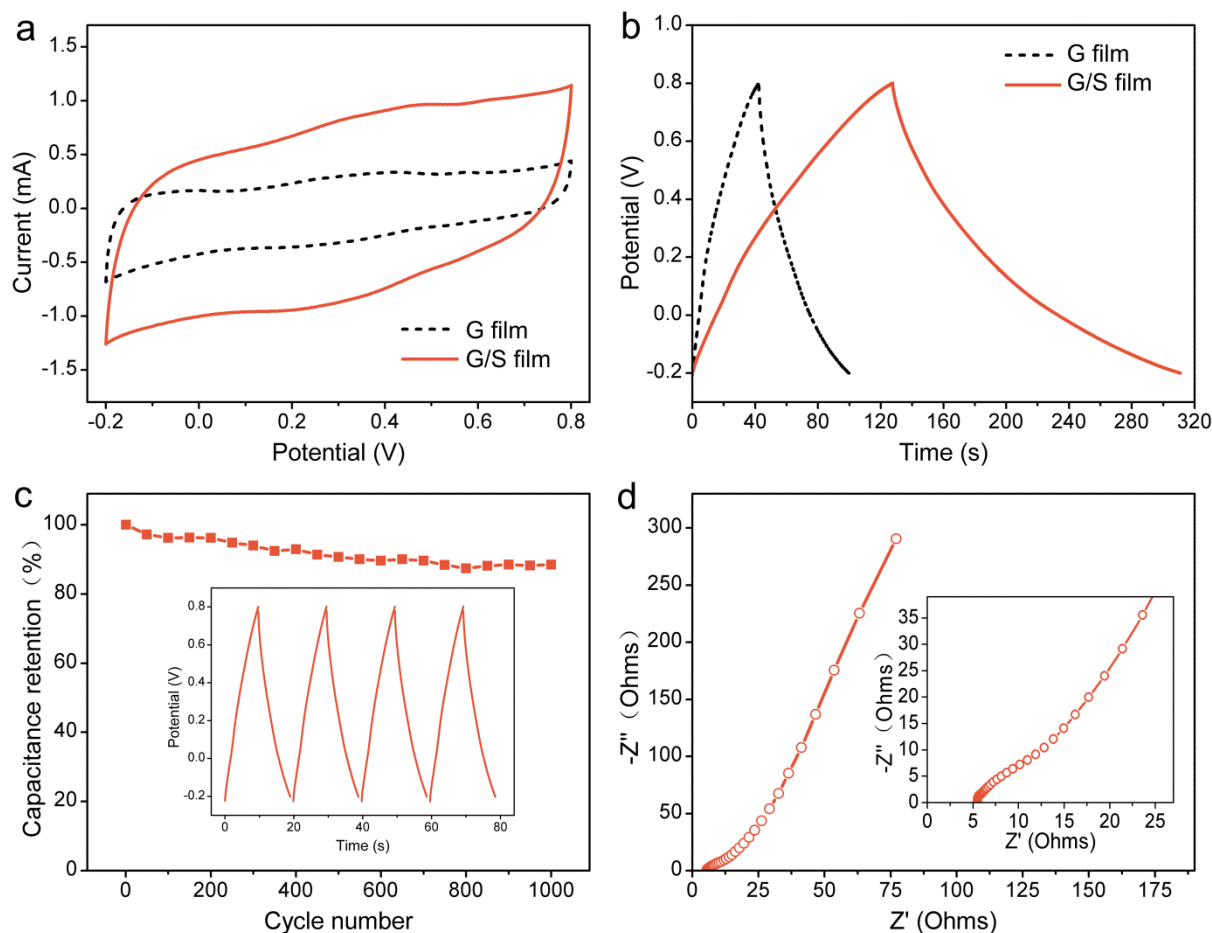 a
1.5
1.0
0.5
0.0
-0.5
-1.0
-1.5
Current (mA)
G film
G/S film
-0.2 0.0 0.2 0.4 0.6 0.8
Potential (V)
b
1.0
0.8
0.6
0.4
0.2
0.0
-0.2
Potential (V)
G film
G/S film
0 40 80 120 160 200 240 280 320
Time (s)
c
100
80
60
40
20
0
Capacitance retention（%）
0.8
0.6
0.4
0.2
0.0
-0.2
Potential (V)
0 20 40 60 80
Time (s)
0 200 400 600 800 1000
Cycle number
d
300
250
200
150
100
50
0
-Z''（Ohms)
35
30
25
20
15
10
5
0
-Z''（Ohms)
0 5 10 15 20 25
Z' (Ohms)
0 25 50 75 100 125 150 175
Z' (Ohms)